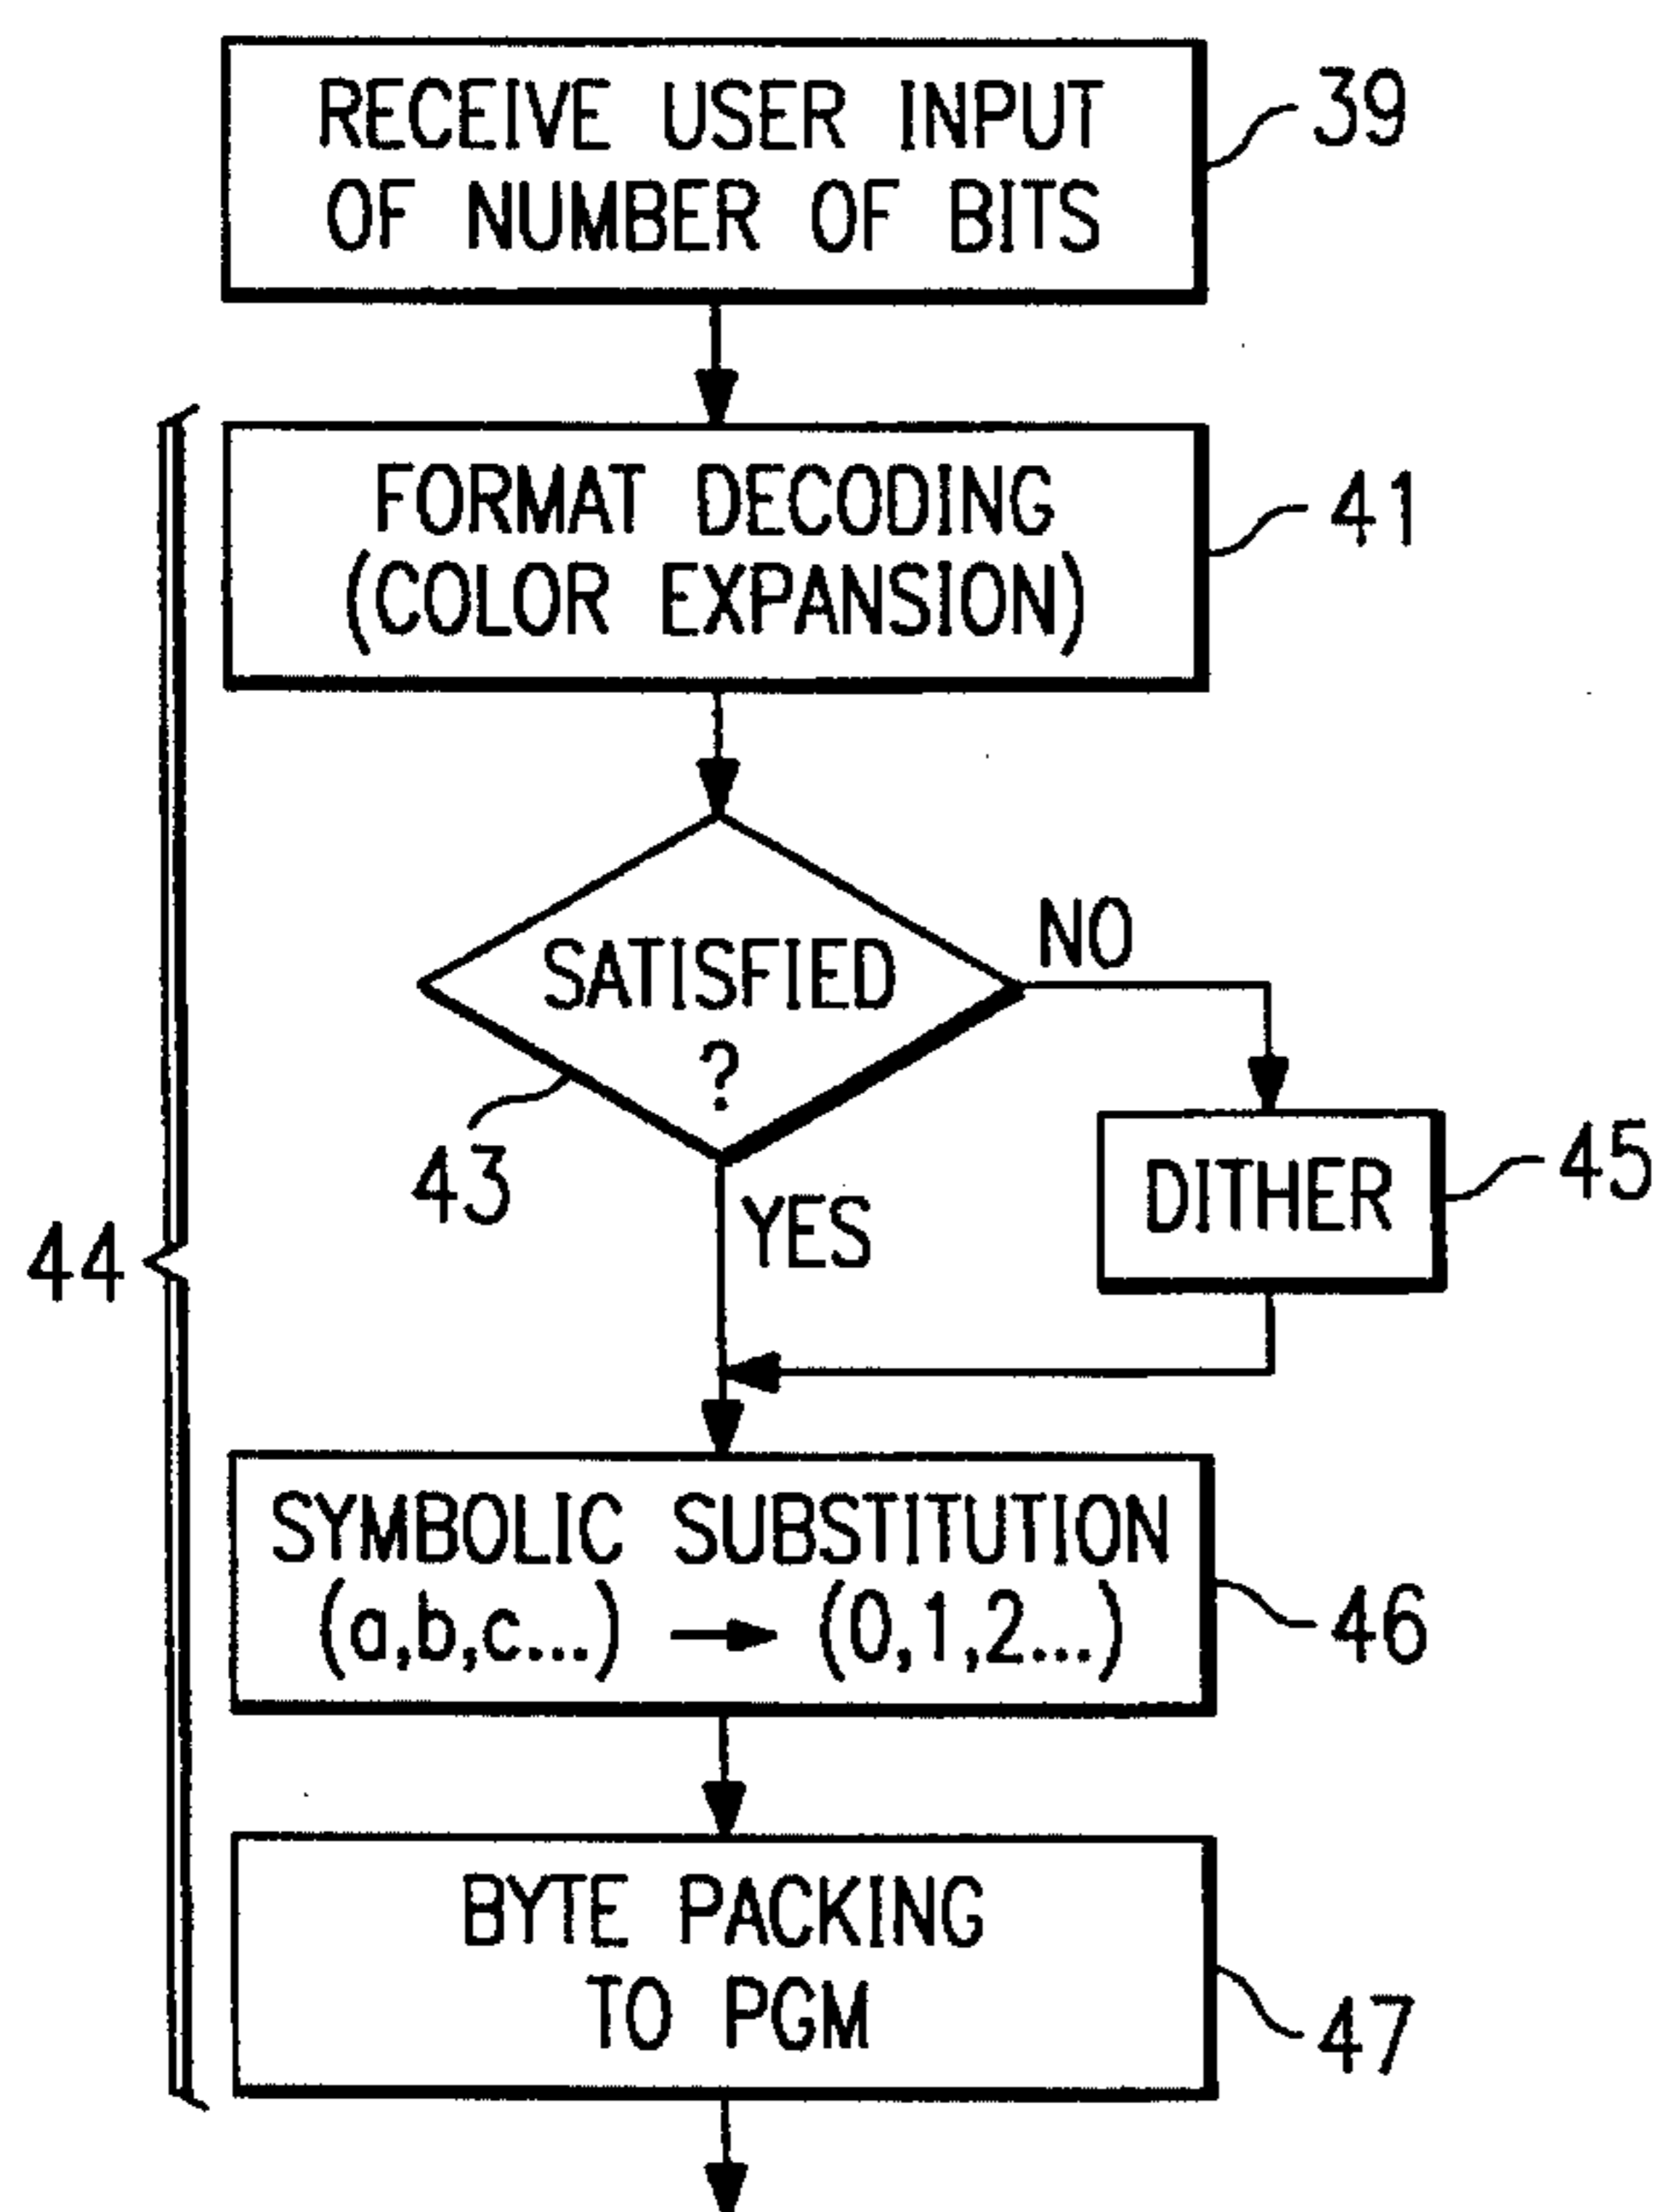 RECEIVE USER INPUT
OF NUMBER OF BITS
39
FORMAT DECODING
(COLOR EXPANSION)
41
SATISFIED
?
NO
43
YES
DITHER
45
44
SYMBOLIC SUBSTITUTION
(a,b,c...) → (0,1,2...)
46
BYTE PACKING
TO PGM
47